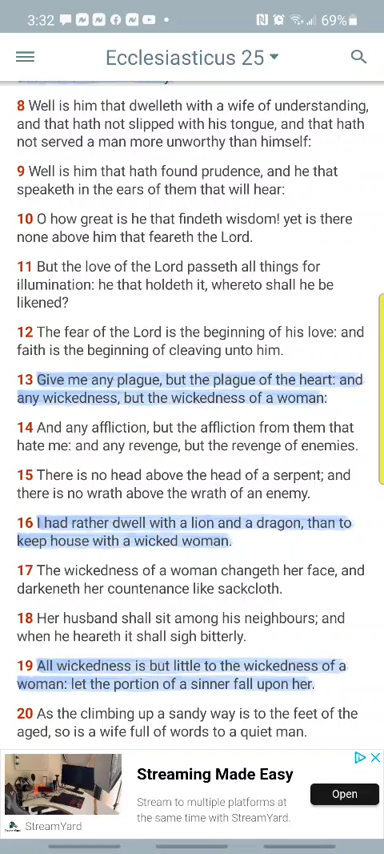 3:32 69%
Ecclesiasticus 25
8 Well is him that dwelleth with a wife of understanding,
and that hath not slipped with his tongue, and that hath
not served a man more unworthy than himself:
9 Well is him that hath found prudence, and he that
speaketh in the ears of them that will hear:
10 O how great is he that findeth wisdom! yet is there
none above him that feareth the Lord.
11 But the love of the Lord passeth all things for
illumination: he that holdeth it, whereto shall he be
likened?
12 The fear of the Lord is the beginning of his love: and
faith is the beginning of cleaving unto him.
13 Give me any plague, but the plague of the heart: and
any wickedness, but the wickedness of a woman:
14 And any affliction, but the affliction from them that
hate me: and any revenge, but the revenge of enemies.
15 There is no head above the head of a serpent; and
there is no wrath above the wrath of an enemy.
16 I had rather dwell with a lion and a dragon, than to
keep house with a wicked woman.
17 The wickedness of a woman changeth her face, and
darkeneth her countenance like sackcloth.
18 Her husband shall sit among his neighbours; and
when he heareth it shall sigh bitterly.
19 All wickedness is but little to the wickedness of a
woman: let the portion of a sinner fall upon her.
20 As the climbing up a sandy way is to the feet of the
aged, so is a wife full of words to a quiet man.
Streaming Made Easy
Stream to multiple platforms at
the same time with StreamYard.
Open
StreamYard